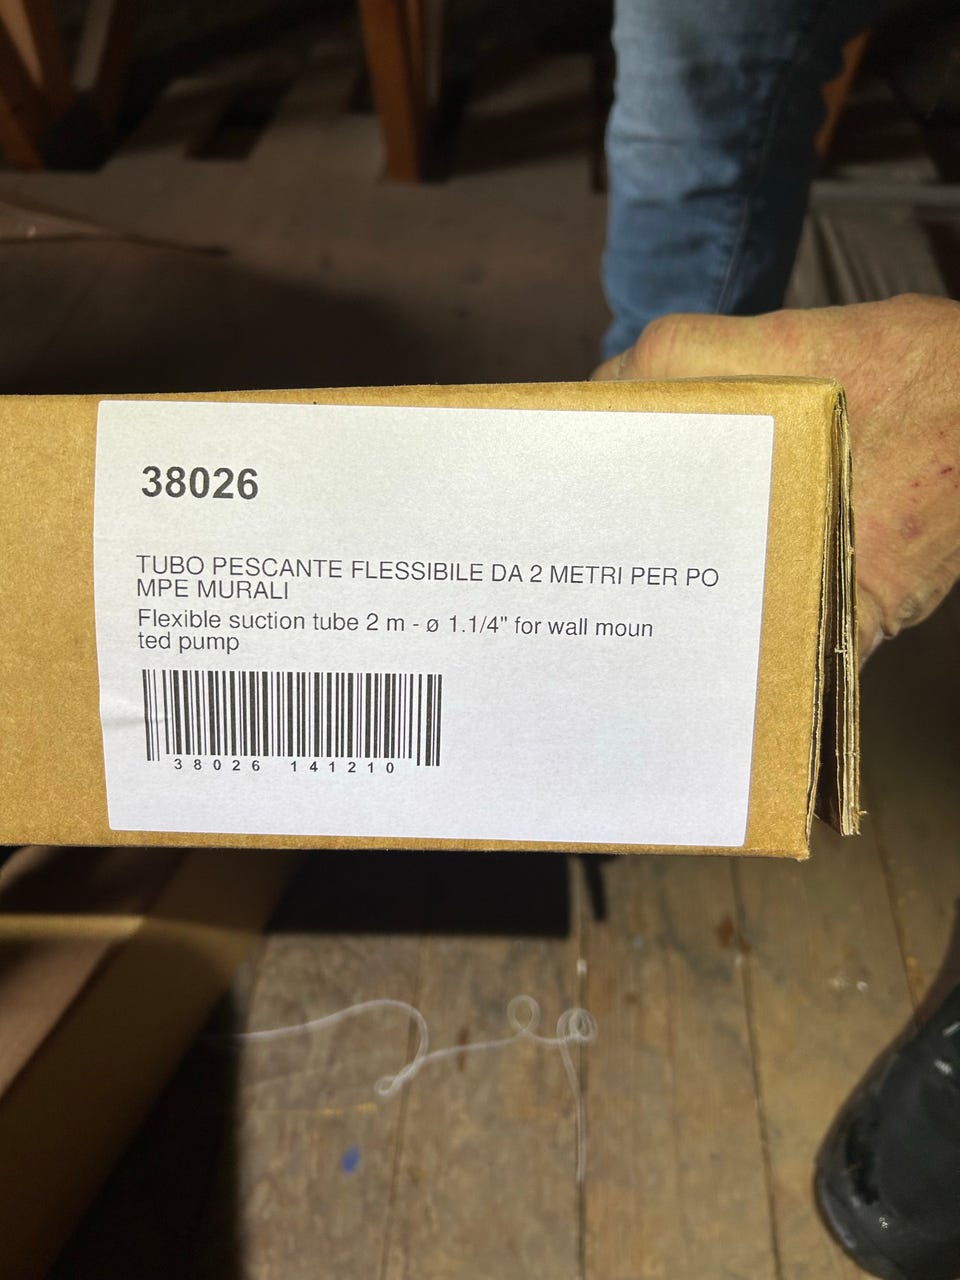 38026
TUBO PESCANTE FLESSIBILE DA 2 METRI PER PO
MPE MURALI
Flexible suction tube 2 m - ø 1.1/4" for wall moun
ted pump
38026 141210